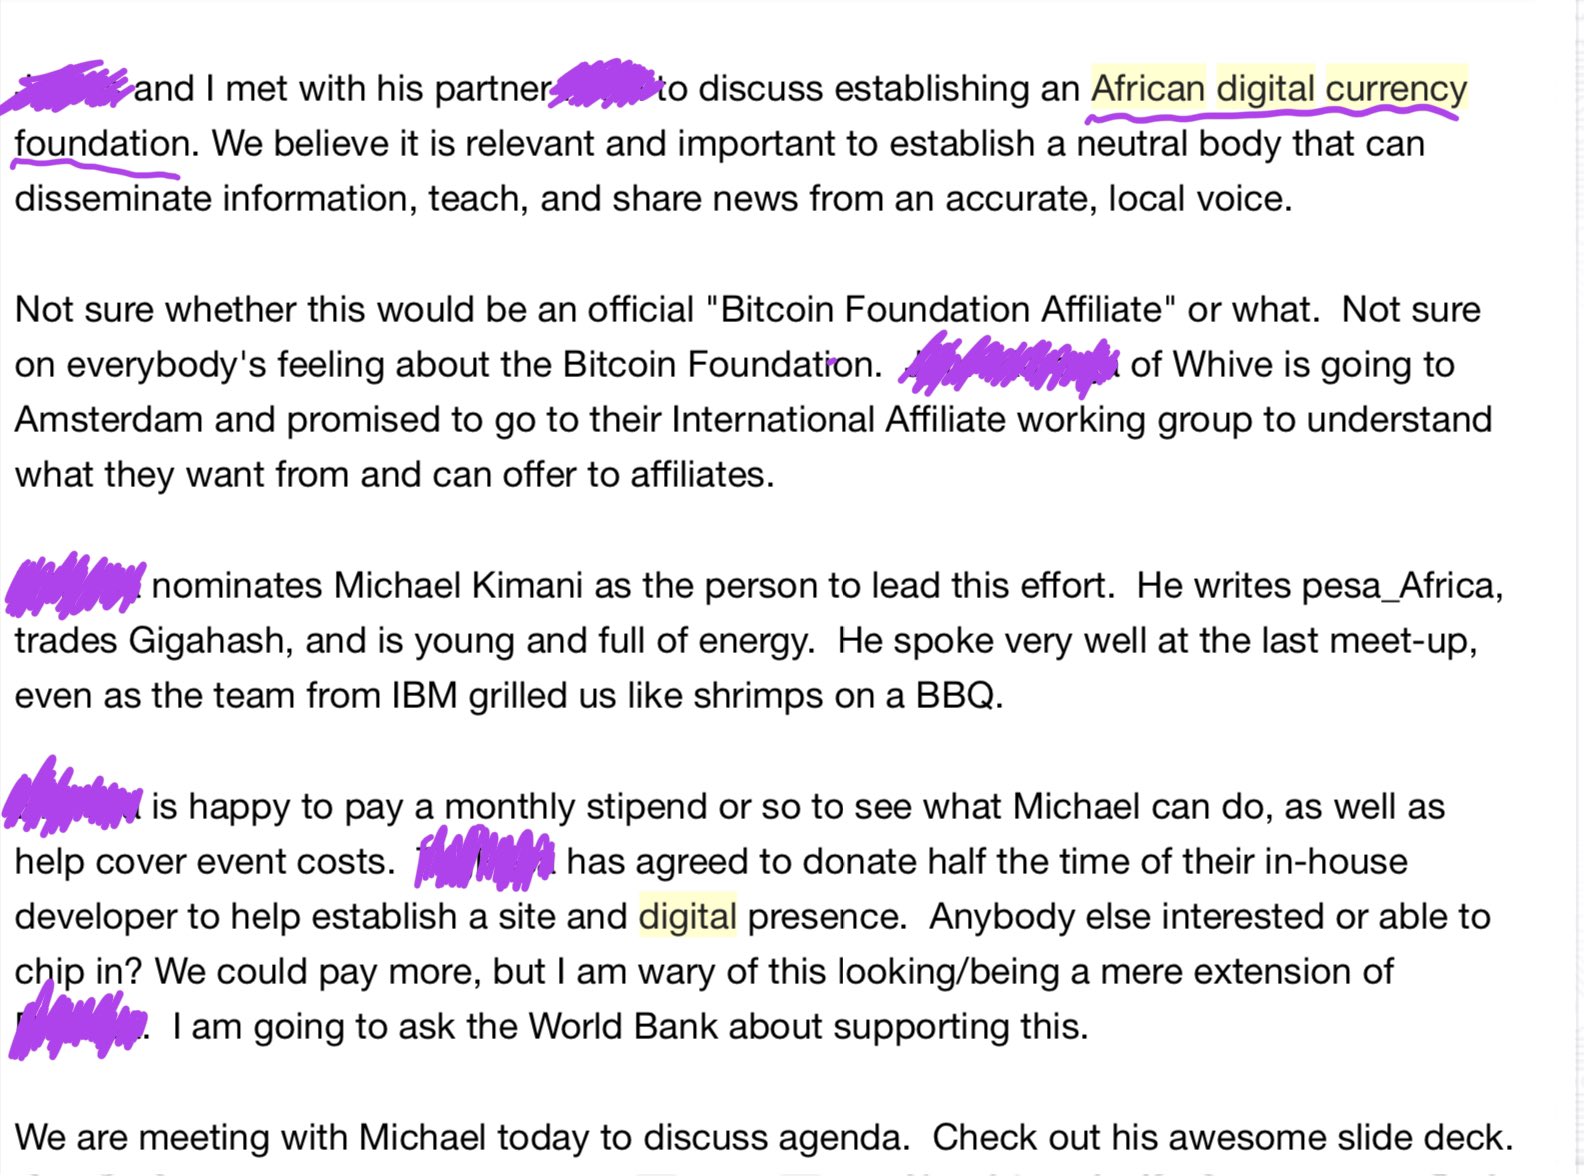 and I met with his partner to discuss establishing an African digital currency
foundation. We believe it is relevant and important to establish a neutral body that can
disseminate information, teach, and share news from an accurate, local voice.
Not sure whether this would be an official "Bitcoin Foundation Affiliate" or what.  Not sure
on everybody's feeling about the Bitcoin Foundation. of Whive is going to
Amsterdam and promised to go to their International Affiliate working group to understand
what they want from and can offer to affiliates.
nominates Michael Kimani as the person to lead this effort.  He writes pesa_Africa,
trades Gigahash, and is young and full of energy.  He spoke very well at the last meet-up,
even as the team from IBM grilled us like shrimps on a BBQ.
is happy to pay a monthly stipend or so to see what Michael can do, as well as
help cover event costs. has agreed to donate half the time of their in-house
developer to help establish a site and digital presence.  Anybody else interested or able to
chip in? We could pay more, but I am wary of this looking/being a mere extension of
.  I am going to ask the World Bank about supporting this.
We are meeting with Michael today to discuss agenda.  Check out his awesome slide deck.